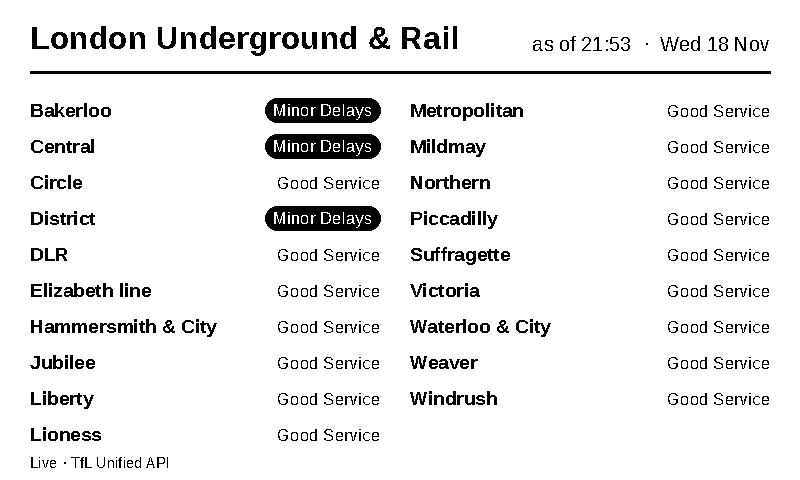 London Underground & Rail
as of 21:53 · Wed 18 Nov
Bakerloo Minor Delays
Central Minor Delays
Circle Good Service
District Minor Delays
DLR Good Service
Elizabeth line Good Service
Hammersmith & City Good Service
Jubilee Good Service
Liberty Good Service
Lioness Good Service
Metropolitan Good Service
Mildmay Good Service
Northern Good Service
Piccadilly Good Service
Suffragette Good Service
Victoria Good Service
Waterloo & City Good Service
Weaver Good Service
Windrush Good Service
Live · TfL Unified API